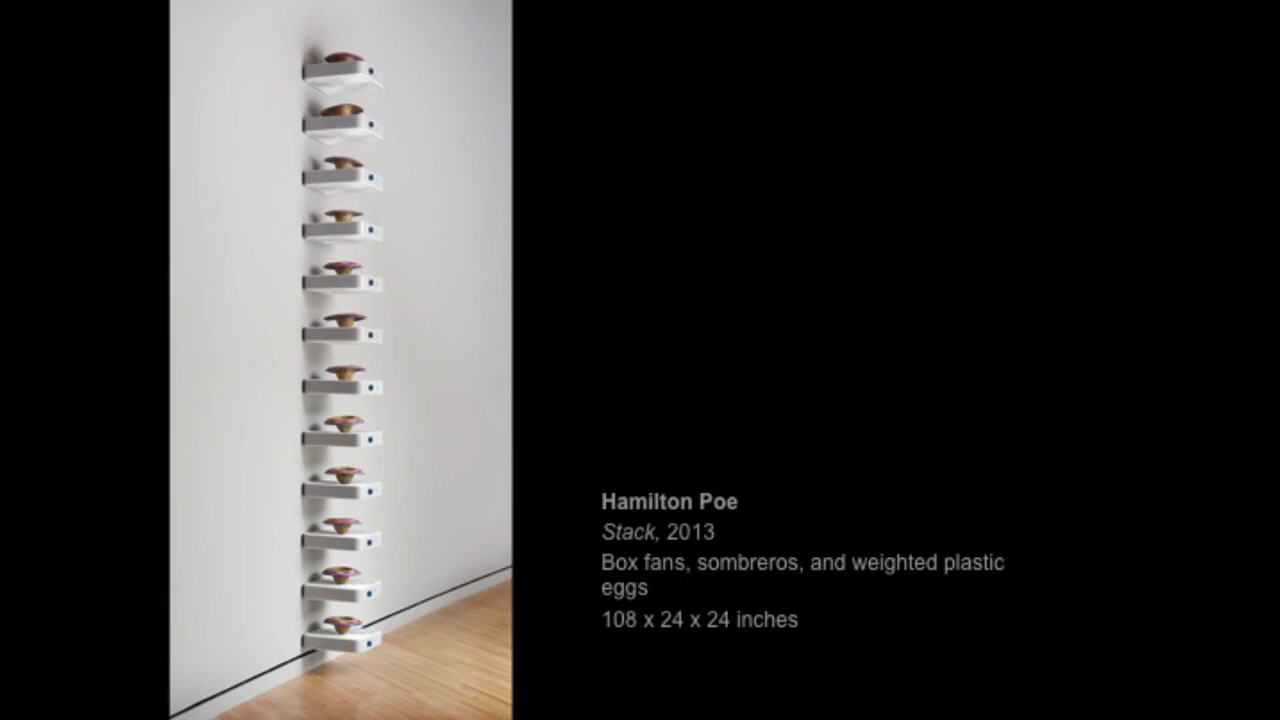 Hamilton Poe
Stack, 2013
Box fans, sombreros, and weighted plastic
eggs
108 x 24 x 24 inches